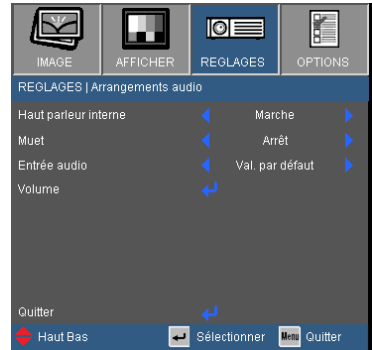 IMAGE AFFICHER REGLAGES OPTIONS
REGLAGES | Arrangements audio
Haut parleur interne Marche
Muet Arrêt
Entrée audio Val. par défaut
Volume
Quitter
Haut Bas Sélectionner Menu Quitter